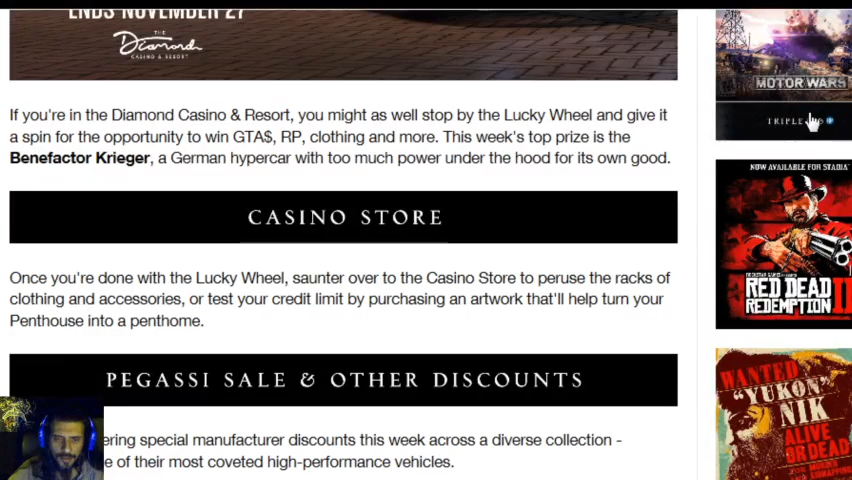 ENDS NOVEMBER 27
THE
Diamond
CASINO & RESORT
If you're in the Diamond Casino & Resort, you might as well stop by the Lucky Wheel and give it
a spin for the opportunity to win GTA$, RP, clothing and more. This week's top prize is the
Benefactor Krieger, a German hypercar with too much power under the hood for its own good.
CASINO STORE
Once you're done with the Lucky Wheel, saunter over to the Casino Store to peruse the racks of
clothing and accessories, or test your credit limit by purchasing an artwork that'll help turn your
Penthouse into a penthome.
PEGASSI SALE & OTHER DISCOUNTS
ering special manufacturer discounts this week across a diverse collection -
e of their most coveted high-performance vehicles.
MOTOR WARS
TRIPLE
NOW AVAILABLE FOR STADIA
RED DEAD
REDEMPTION II
WANTED
"YUKON"
NIK
ALIVE
OR DEAD